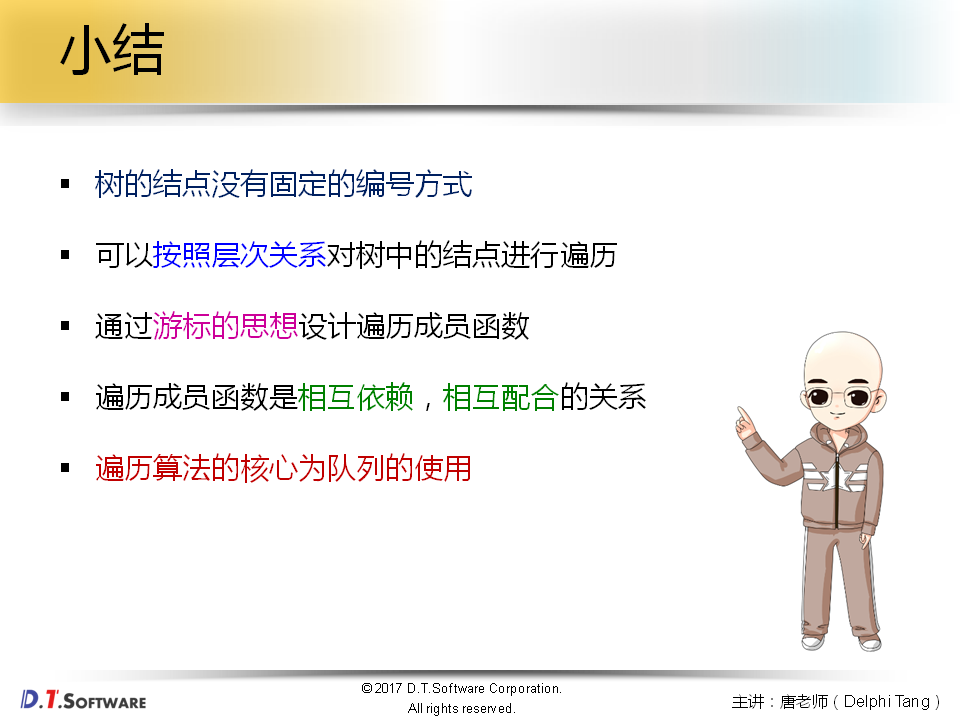 小结
▪ 树的结点没有固定的编号方式
▪ 可以按照层次关系对树中的结点进行遍历
▪ 通过游标的思想设计遍历成员函数
▪ 遍历成员函数是相互依赖，相互配合的关系
▪ 遍历算法的核心为队列的使用
D.T.SOFTWARE
©2017 D.T.Software Corporation.
All rights reserved.
主讲：唐老师（Delphi Tang）